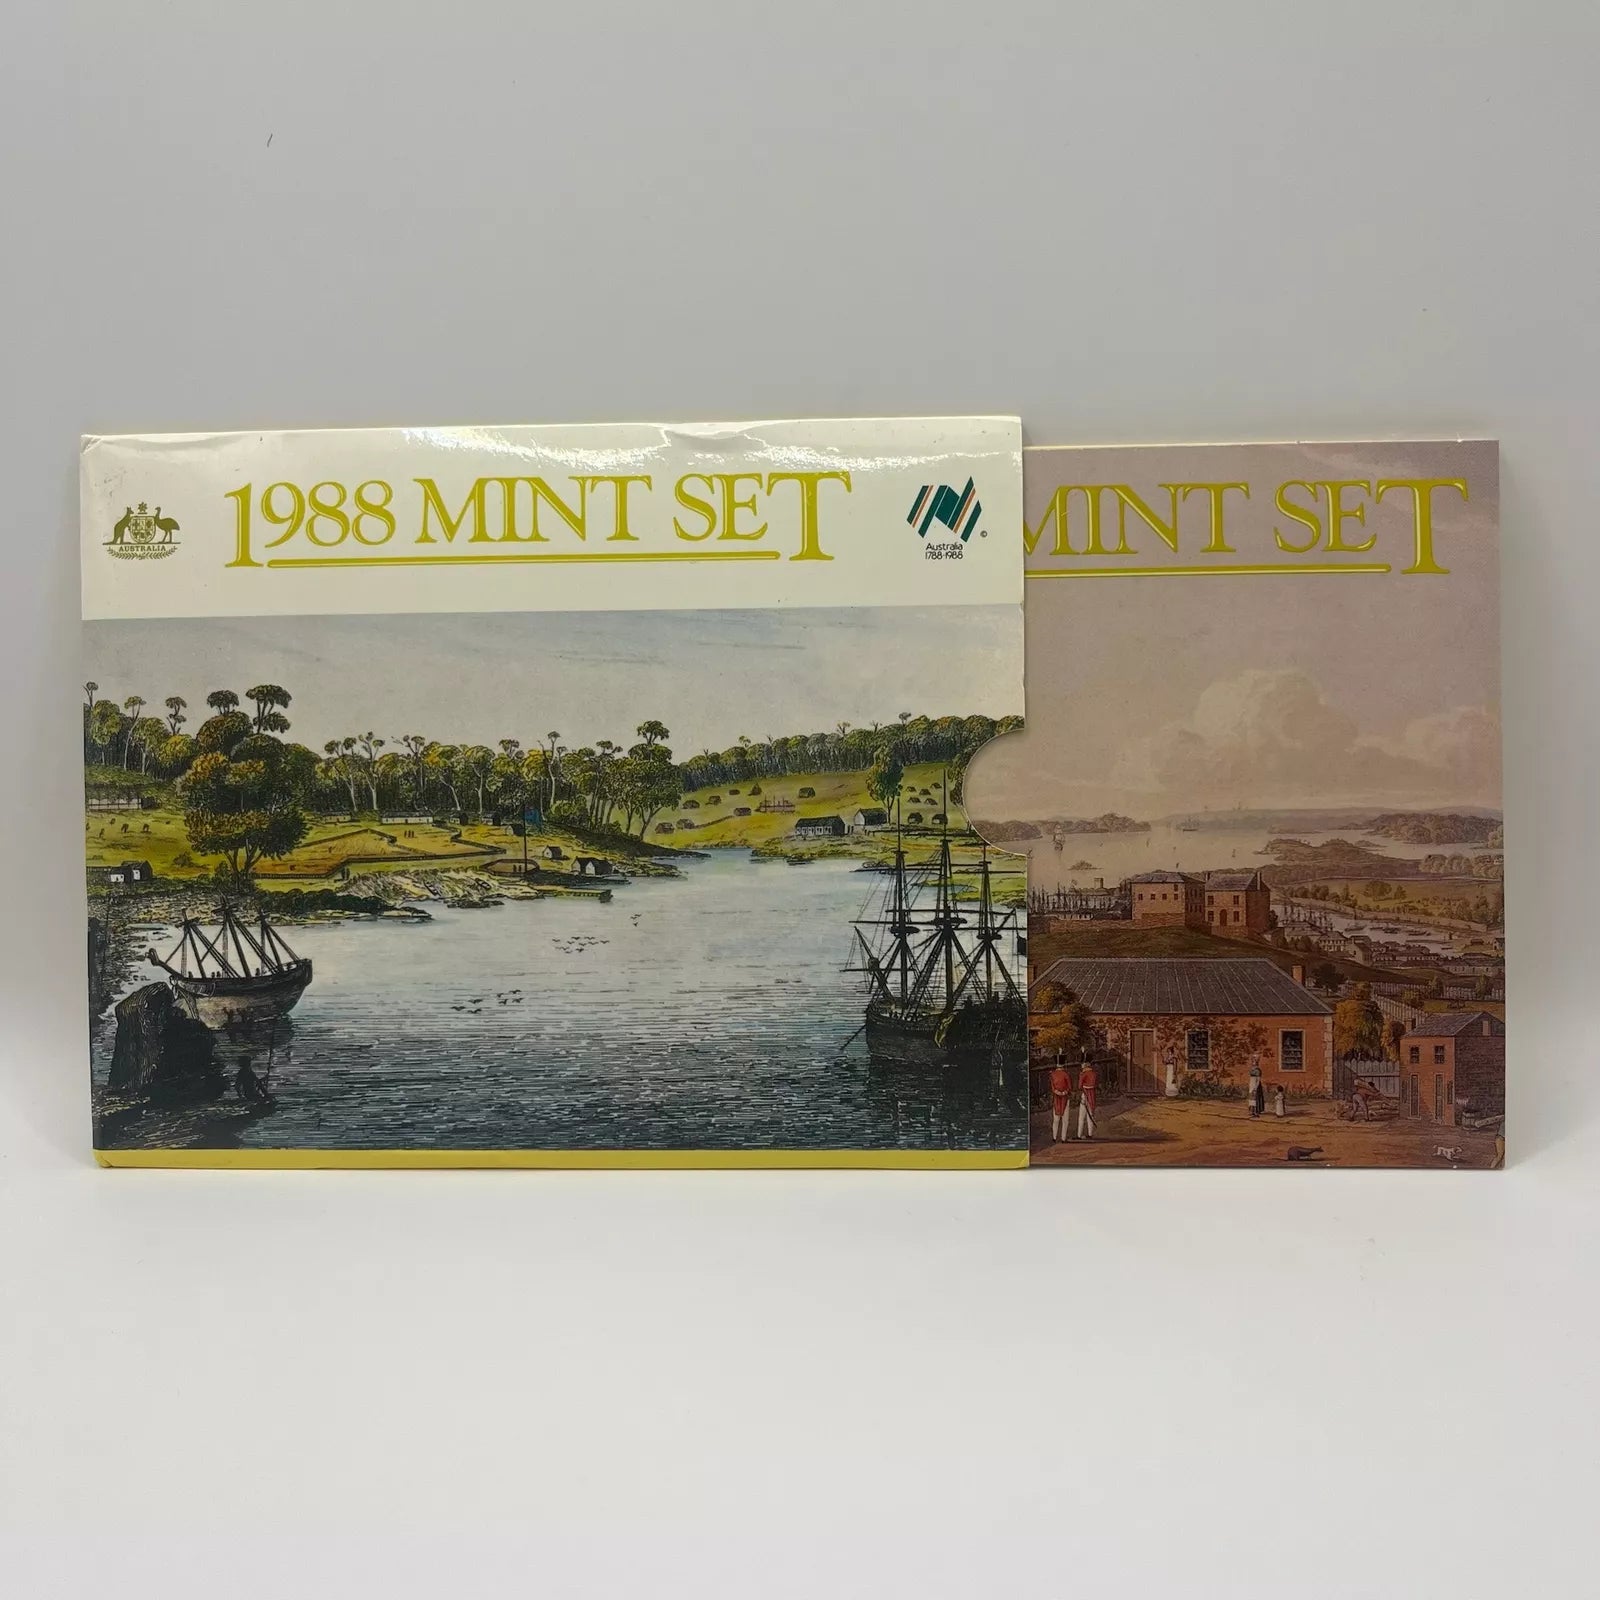 1988 MINT SET
AUSTRALIA
Australia
1788-1988
©
MINT SET